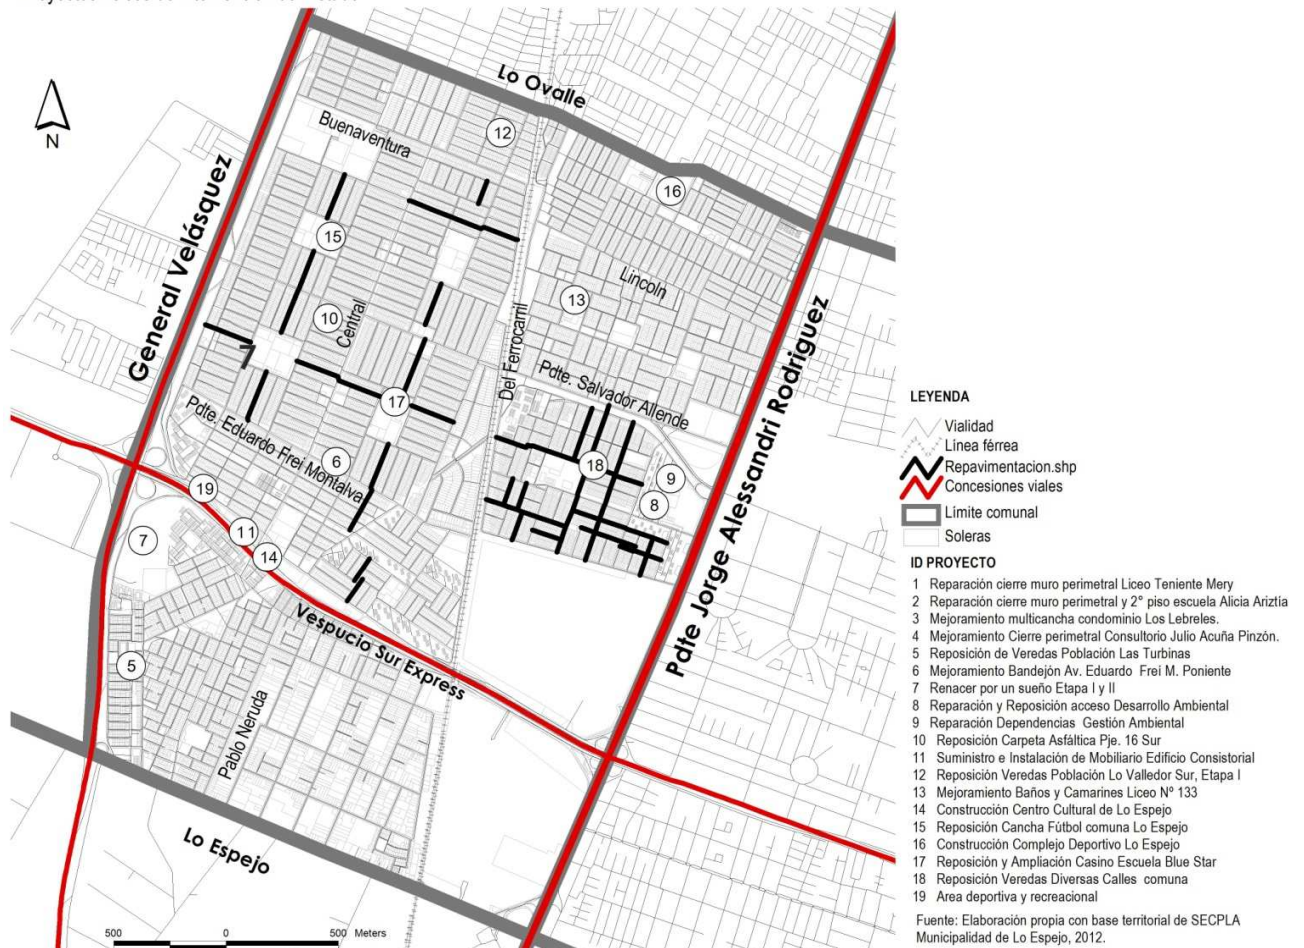 N
Lo Ovalle
12
Buenaventura
16
General Velásquez
15
Lincoln
13
10
Central
Del Ferrocarril
Pdte Jorge Alessandri Rodriguez
7
Pdte. Salvador Allende
17
Pdte. Eduardo Frei Montalva
6
18
9
19
8
11
7
14
Vespucio Sur Express
5
Pablo Neruda
Lo Espejo
500 0 500 Meters
LEYENDA
Vialidad
Línea férrea
Repavimentacion.shp
Concesiones viales
Limite comunal
Soleras
ID PROYECTO
1 Reparación cierre muro perimetral Liceo Teniente Mery
2 Reparación cierre muro perimetral y 2° piso escuela Alicia Ariztía
3 Mejoramiento multicancha condominio Los Lebreles.
4 Mejoramiento Cierre perimetral Consultorio Julio Acuña Pinzón.
5 Reposición de Veredas Población Las Turbinas
6 Mejoramiento Bandejón Av. Eduardo Frei M. Poniente
7 Renacer por un sueño Etapa I y II
8 Reparación y Reposición acceso Desarrollo Ambiental
9 Reparación Dependencias Gestión Ambiental
10 Reposición Carpeta Asfáltica Pje. 16 Sur
11 Suministro e Instalación de Mobiliario Edificio Consistorial
12 Reposición Veredas Población Lo Valledor Sur, Etapa I
13 Mejoramiento Baños y Camarines Liceo Nº 133
14 Construcción Centro Cultural de Lo Espejo
15 Reposición Cancha Fútbol comuna Lo Espejo
16 Construcción Complejo Deportivo Lo Espejo
17 Reposición y Ampliación Casino Escuela Blue Star
18 Reposición Veredas Diversas Calles comuna
19 Area deportiva y recreacional
Fuente: Elaboración propia con base territorial de SECPLA
Municipalidad de Lo Espejo, 2012.